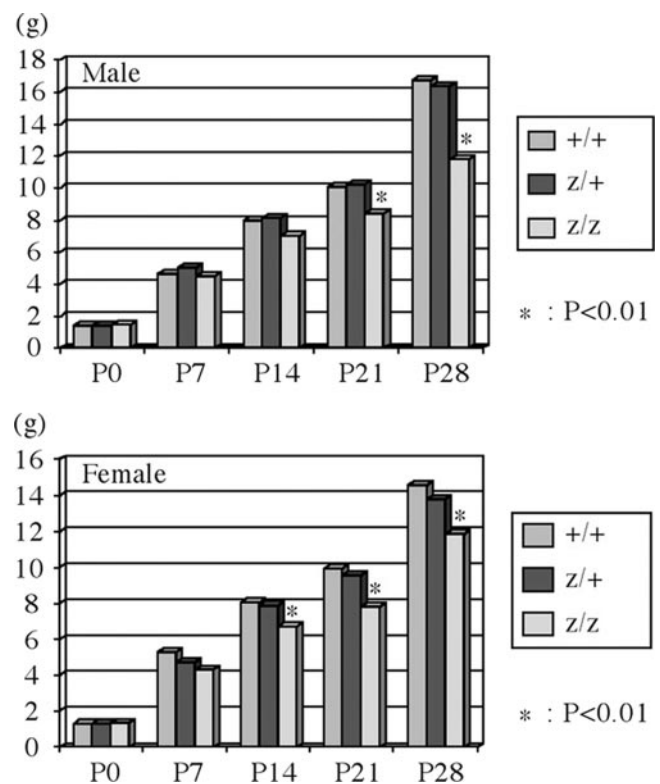 (g)
18
16
14
12
10
8
6
4
2
0
Male
*
*
P0 P7 P14 P21 P28
+/+
z/+
z/z
* : P<0.01
(g)
16
14
12
10
8
6
4
2
0
Female
*
*
*
P0 P7 P14 P21 P28
+/+
z/+
z/z
* : P<0.01